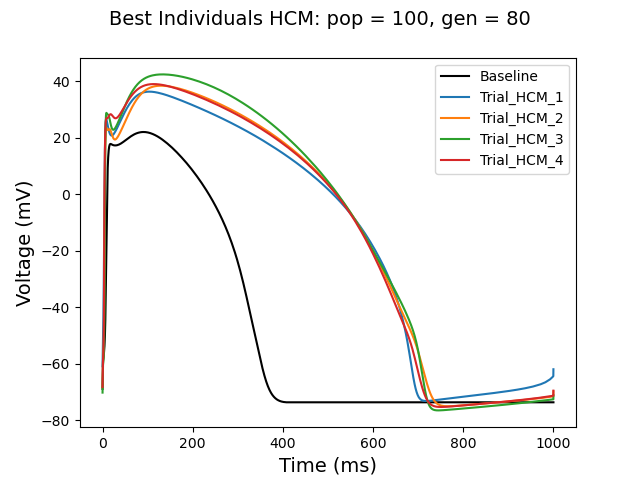 Best Individuals HCM: pop = 100, gen = 80
Baseline
Trial_HCM_1
Trial_HCM_2
Trial_HCM_3
Trial_HCM_4
Voltage (mV)
40
20
0
−20
−40
−60
−80
0 200 400 600 800 1000
Time (ms)